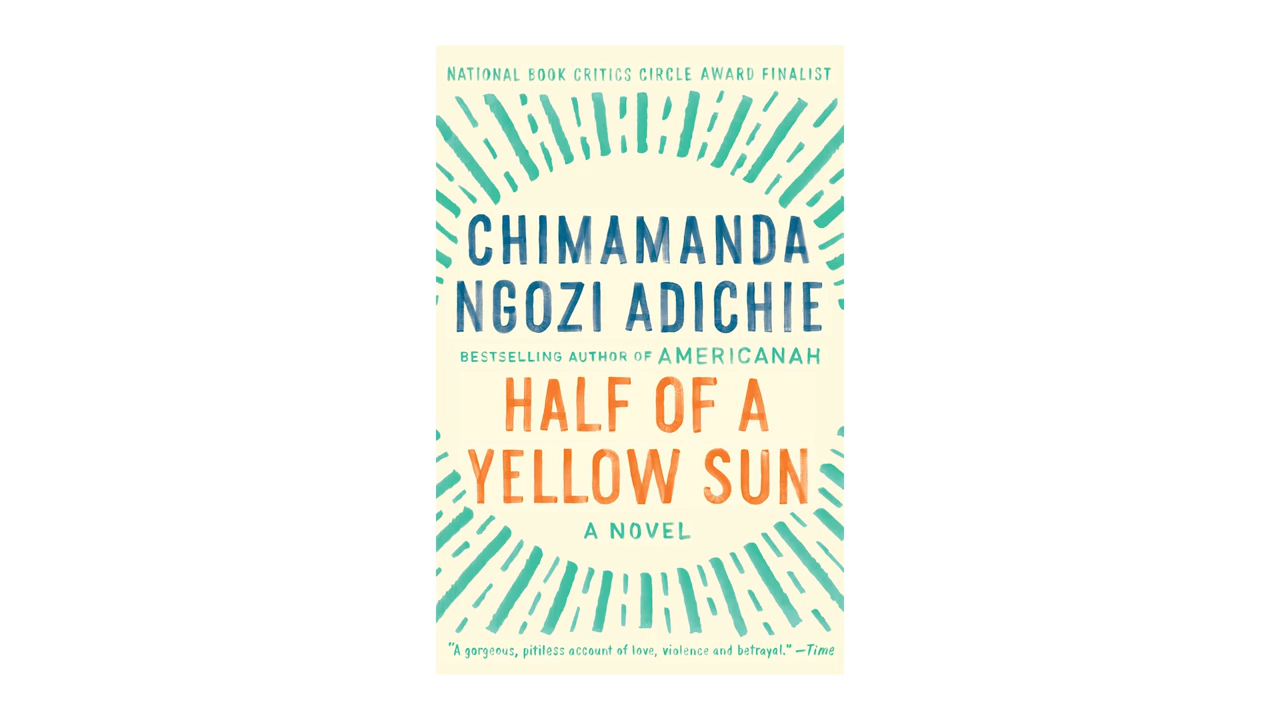 NATIONAL BOOK CRITICS CIRCLE AWARD FINALIST
CHIMAMANDA
NGOZI ADICHIE
BESTSELLING AUTHOR OF AMERICANAH
HALF OF A
YELLOW SUN
A NOVEL
"A gorgeous, pitiless account of love, violence and betrayal." —Time